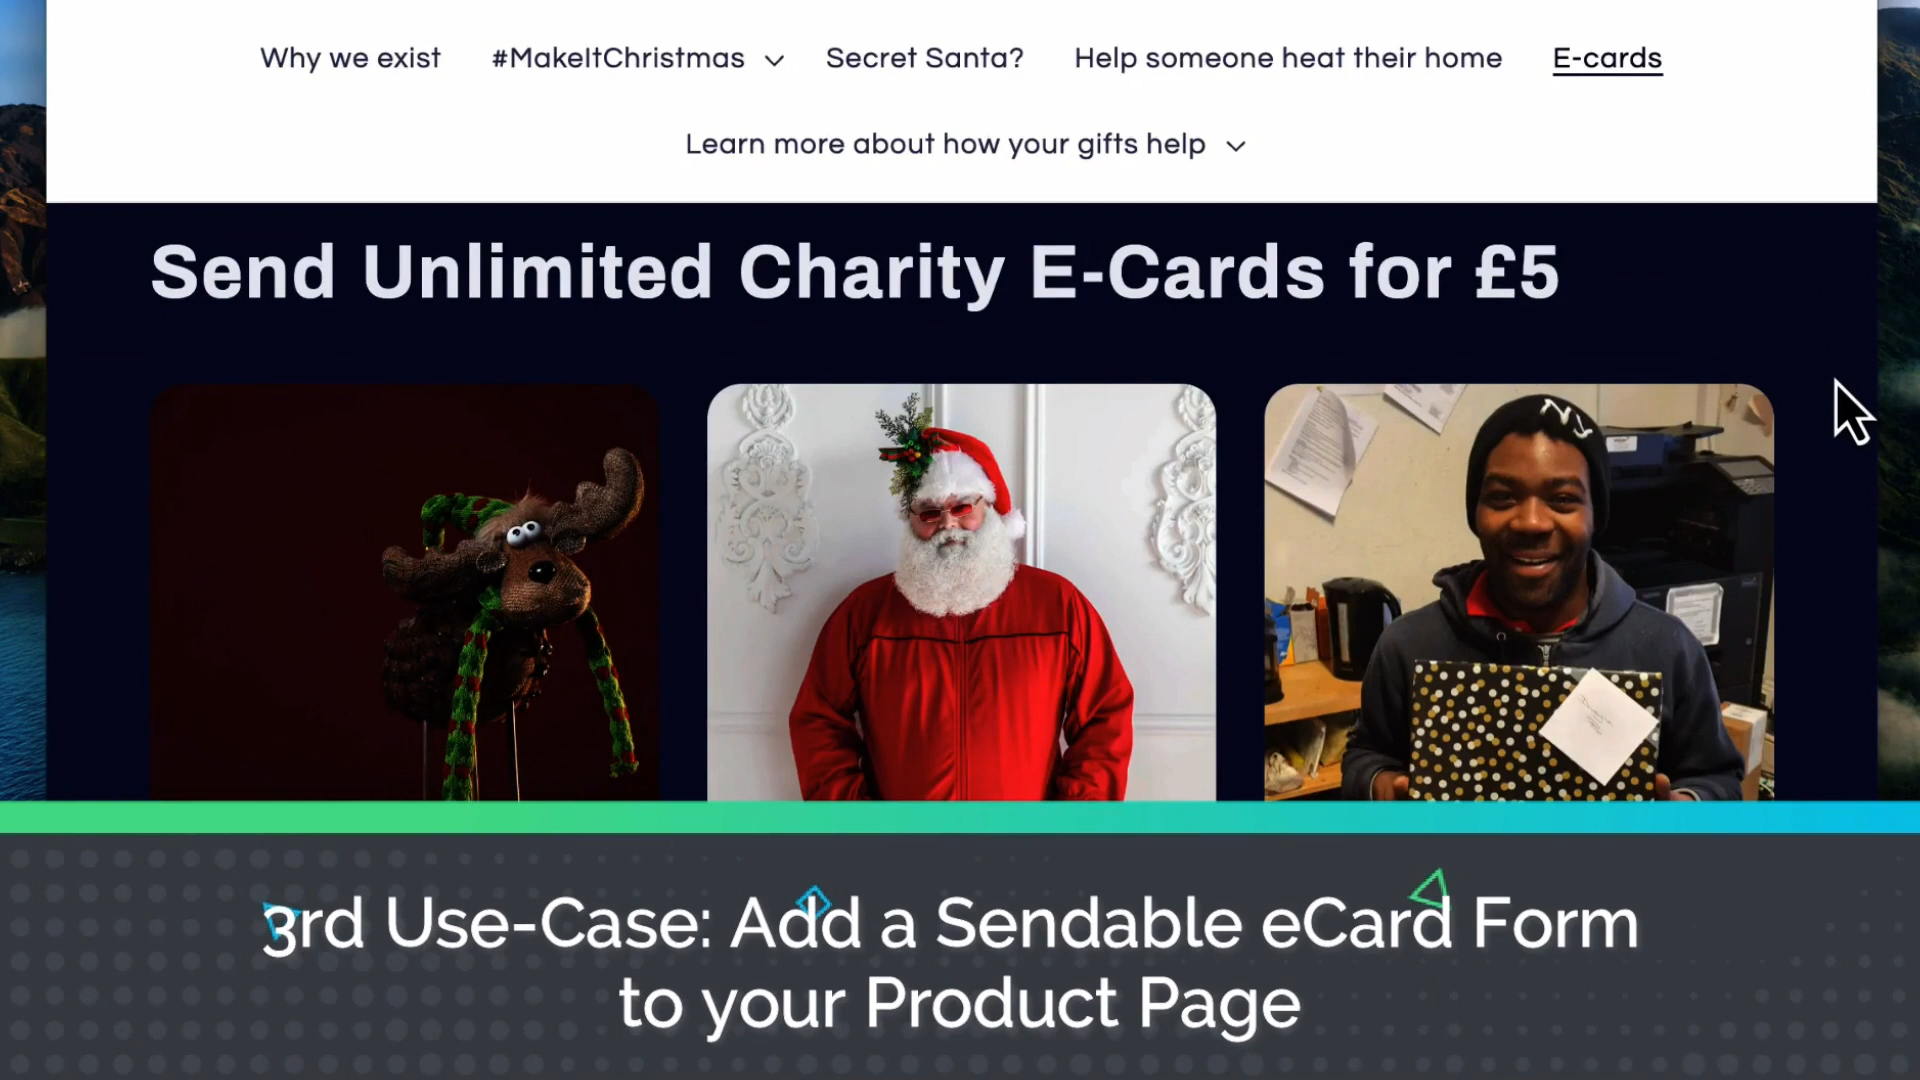 Why we exist #MakeItChristmas Secret Santa? Help someone heat their home E-cards
Learn more about how your gifts help
Send Unlimited Charity E-Cards for £5
3rd Use-Case: Add a Sendable eCard Form
to your Product Page